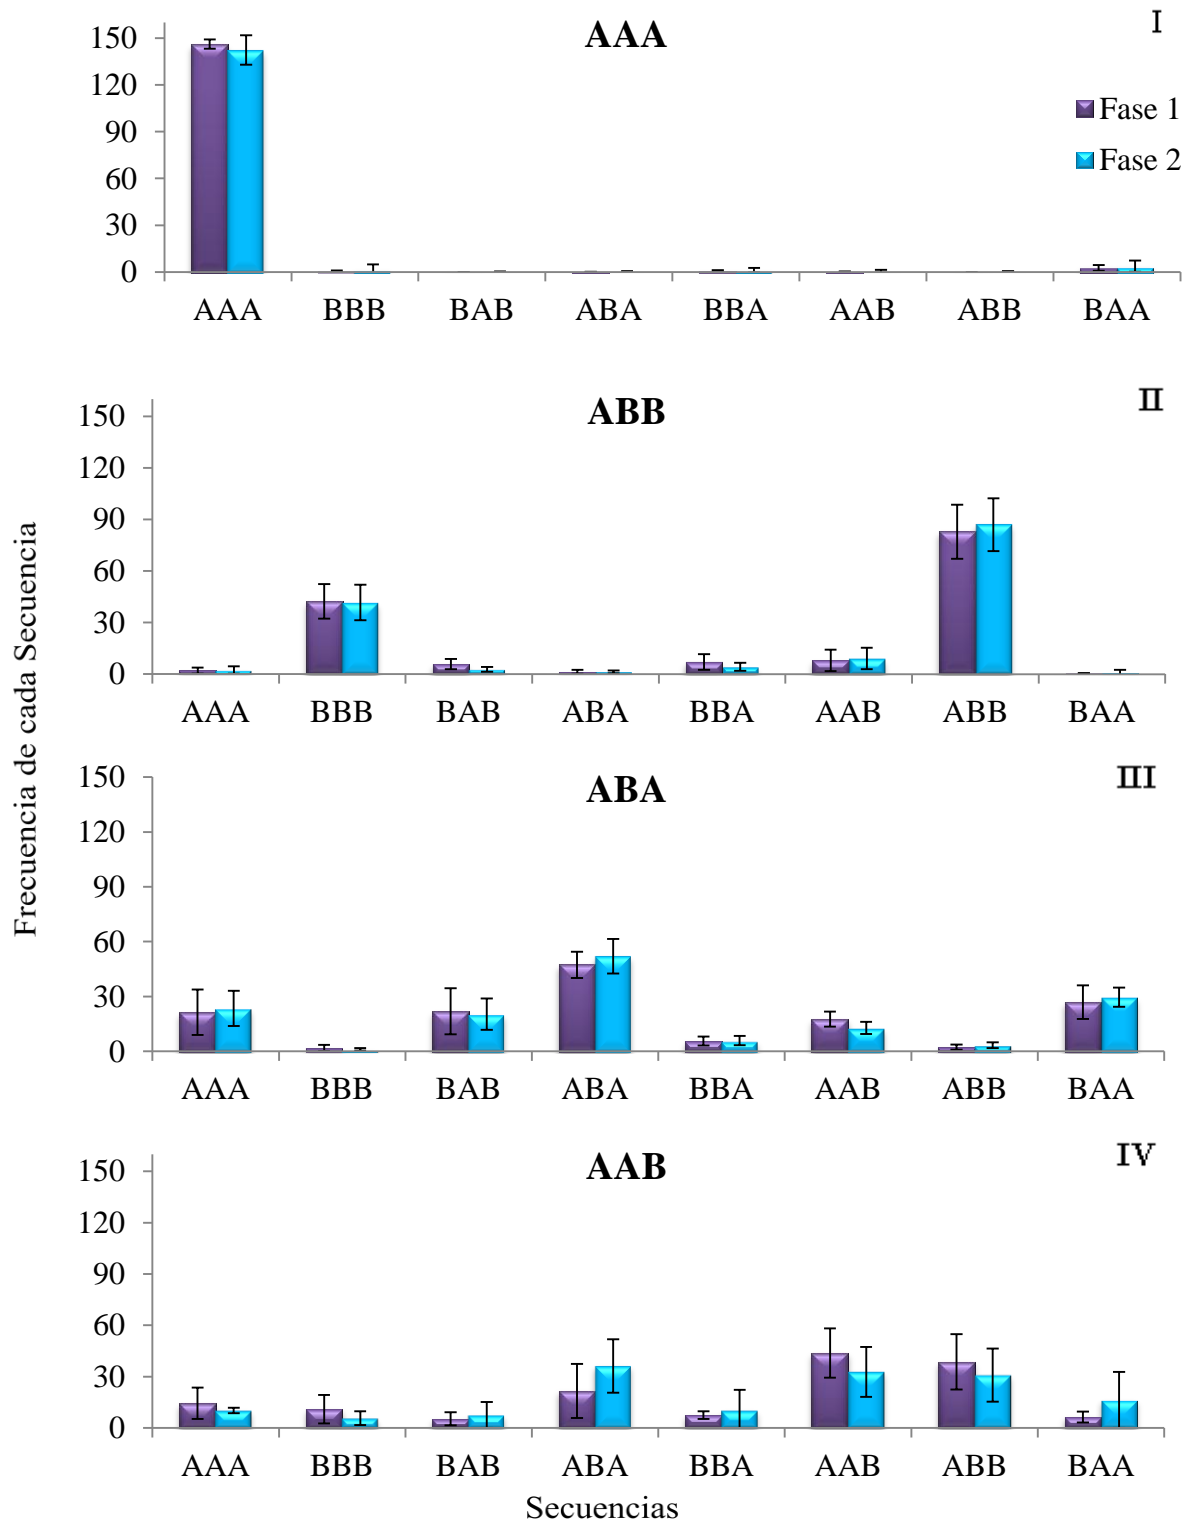 AAA
I
150
120
90
60
30
0
Fase 1
Fase 2
AAA BBB BAB ABA BBA AAB ABB BAA
ABB
II
150
120
90
60
30
0
AAA BBB BAB ABA BBA AAB ABB BAA
Frecuencia de cada Secuencia
ABA
III
150
120
90
60
30
0
AAA BBB BAB ABA BBA AAB ABB BAA
AAB
IV
150
120
90
60
30
0
AAA BBB BAB ABA BBA AAB ABB BAA
Secuencias